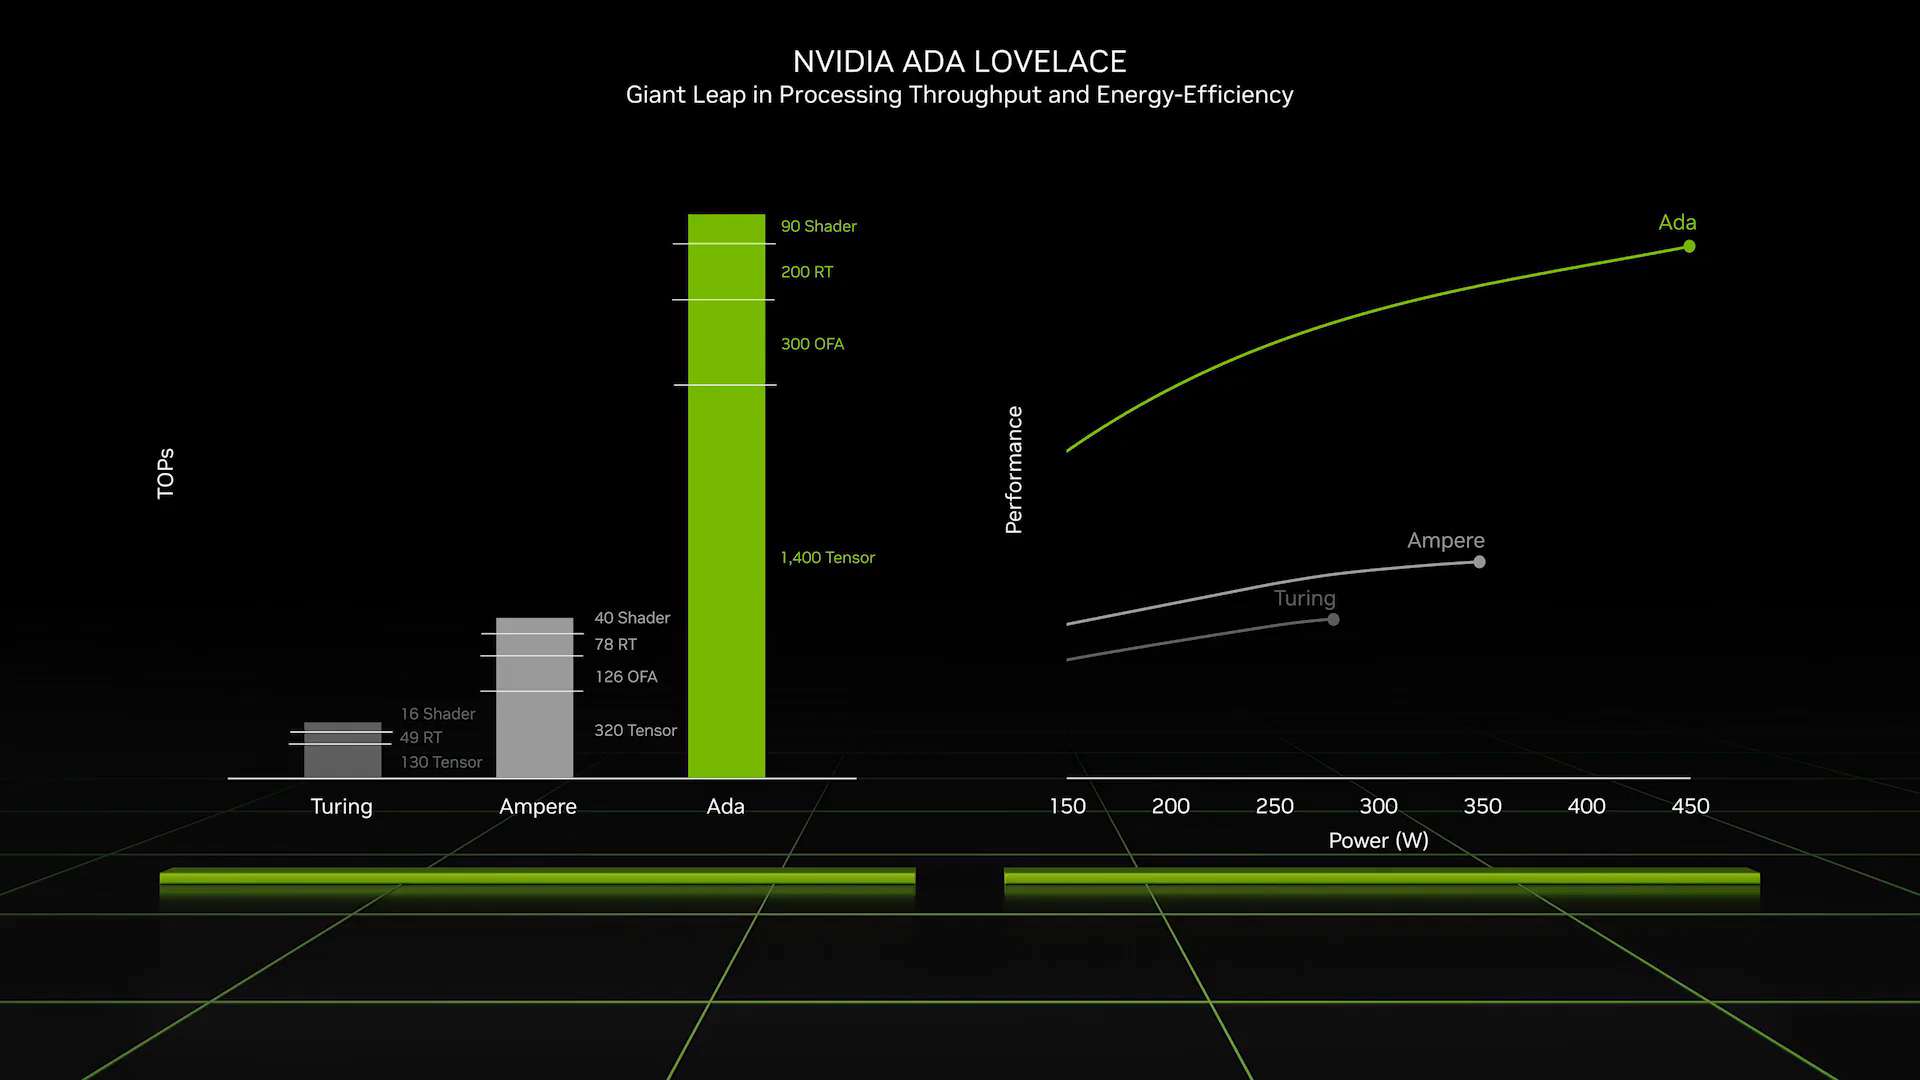 NVIDIA ADA LOVELACE
Giant Leap in Processing Throughput and Energy-Efficiency
TOPs
16 Shader
49 RT
130 Tensor
40 Shader
78 RT
126 OFA
320 Tensor
90 Shader
200 RT
300 OFA
1,400 Tensor
Turing Ampere Ada
Performance
Ada
Ampere
Turing
150 200 250 300 350 400 450
Power (W)